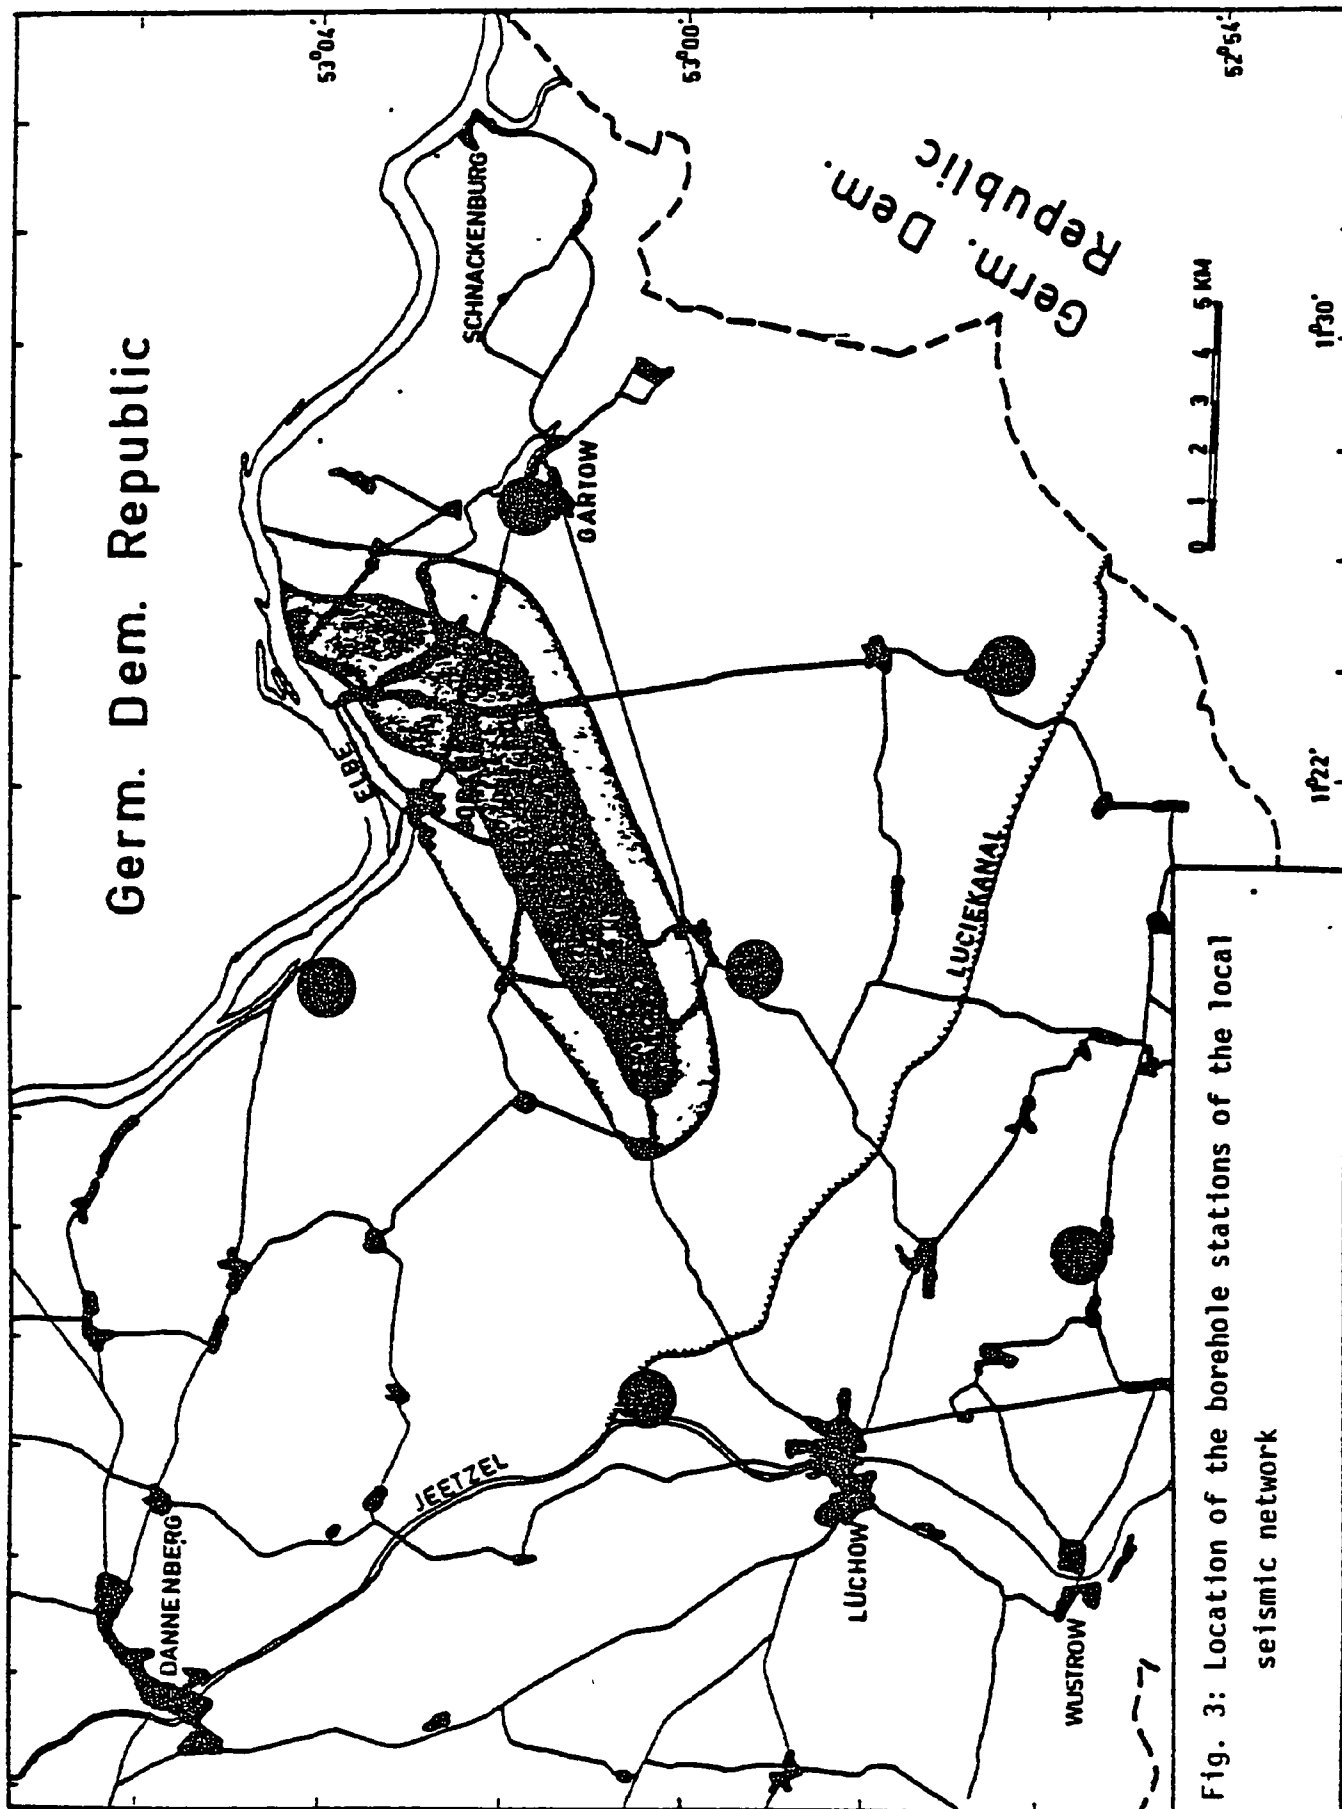 Germ. Dem. Republic
53°04'
53°00'
52°54'
SCHNACKENBURG
Germ. Dem.
Republic
ELBE
GARTOW
0 1 2 3 4 5 KM
11°30'
11°22'
LUCIEKANAL
JEETZEL
DANNENBERG
LUCHOW
WUSTROW
Fig. 3: Location of the borehole stations of the local
seismic network